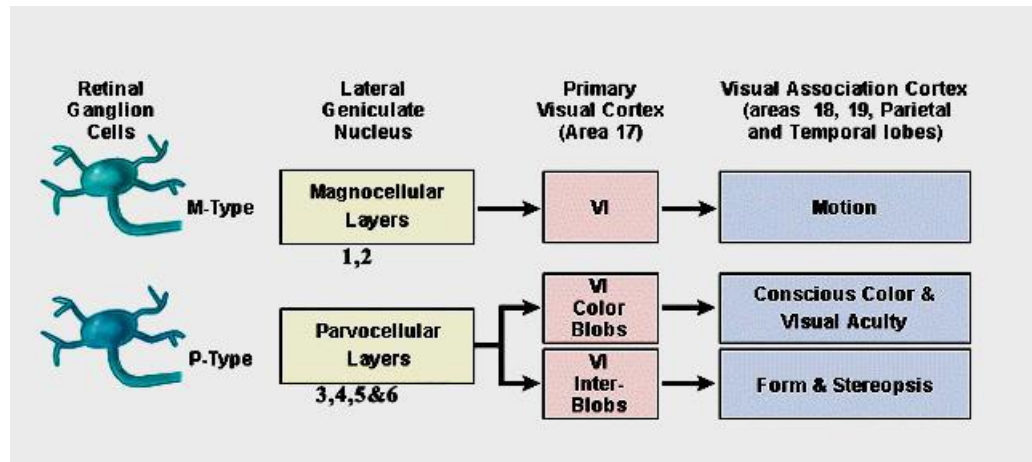 Retinal
Ganglion
Cells
Lateral
Geniculate
Nucleus
Primary
Visual Cortex
(Area 17)
Visual Association Cortex
(areas 18, 19, Parietal
and Temporal lobes)
M-Type
Magnocellular
Layers
1,2
VI
Motion
P-Type
Parvocellular
Layers
3,4,5&6
VI
Color
Blobs
Conscious Color &
Visual Acuity
VI
Inter-
Blobs
Form & Stereopsis